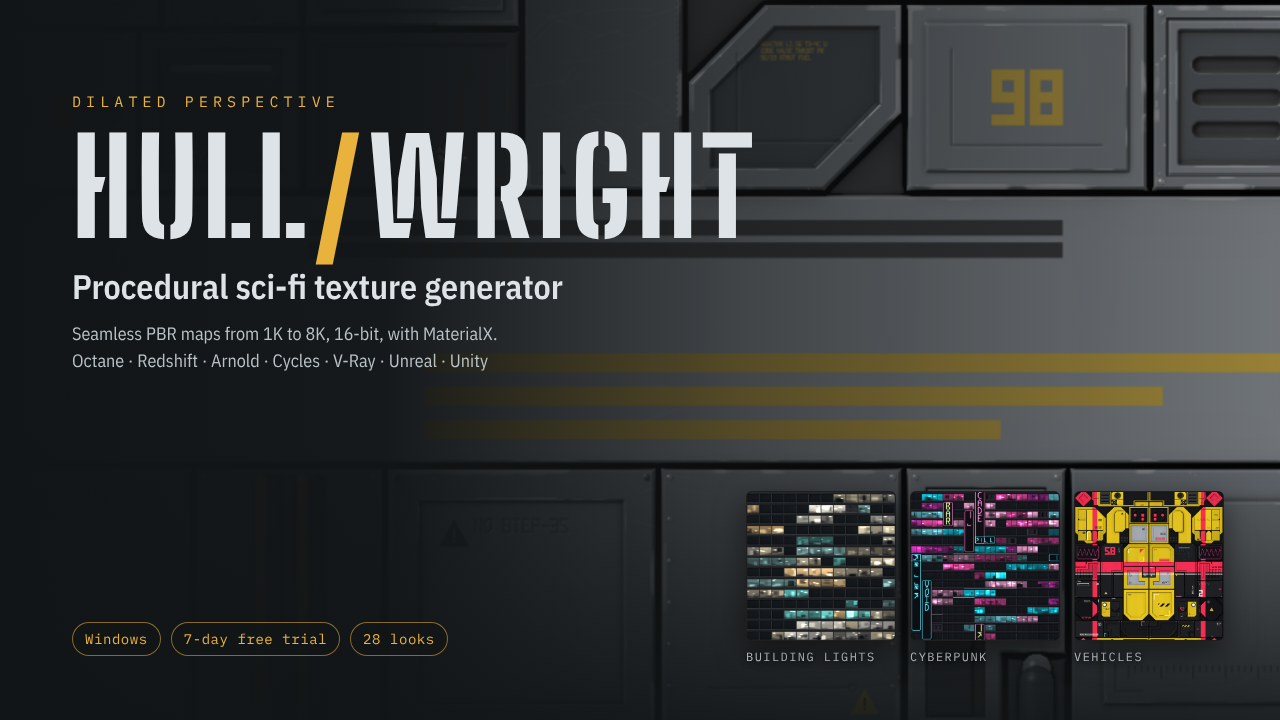 DILATED PERSPECTIVE
HULL/WRIGHT
Procedural sci-fi texture generator
Seamless PBR maps from 1K to 8K, 16-bit, with MaterialX.
Octane · Redshift · Arnold · Cycles · V-Ray · Unreal · Unity
98
Windows
7-day free trial
28 looks
BUILDING LIGHTS
CYBERPUNK
VEHICLES